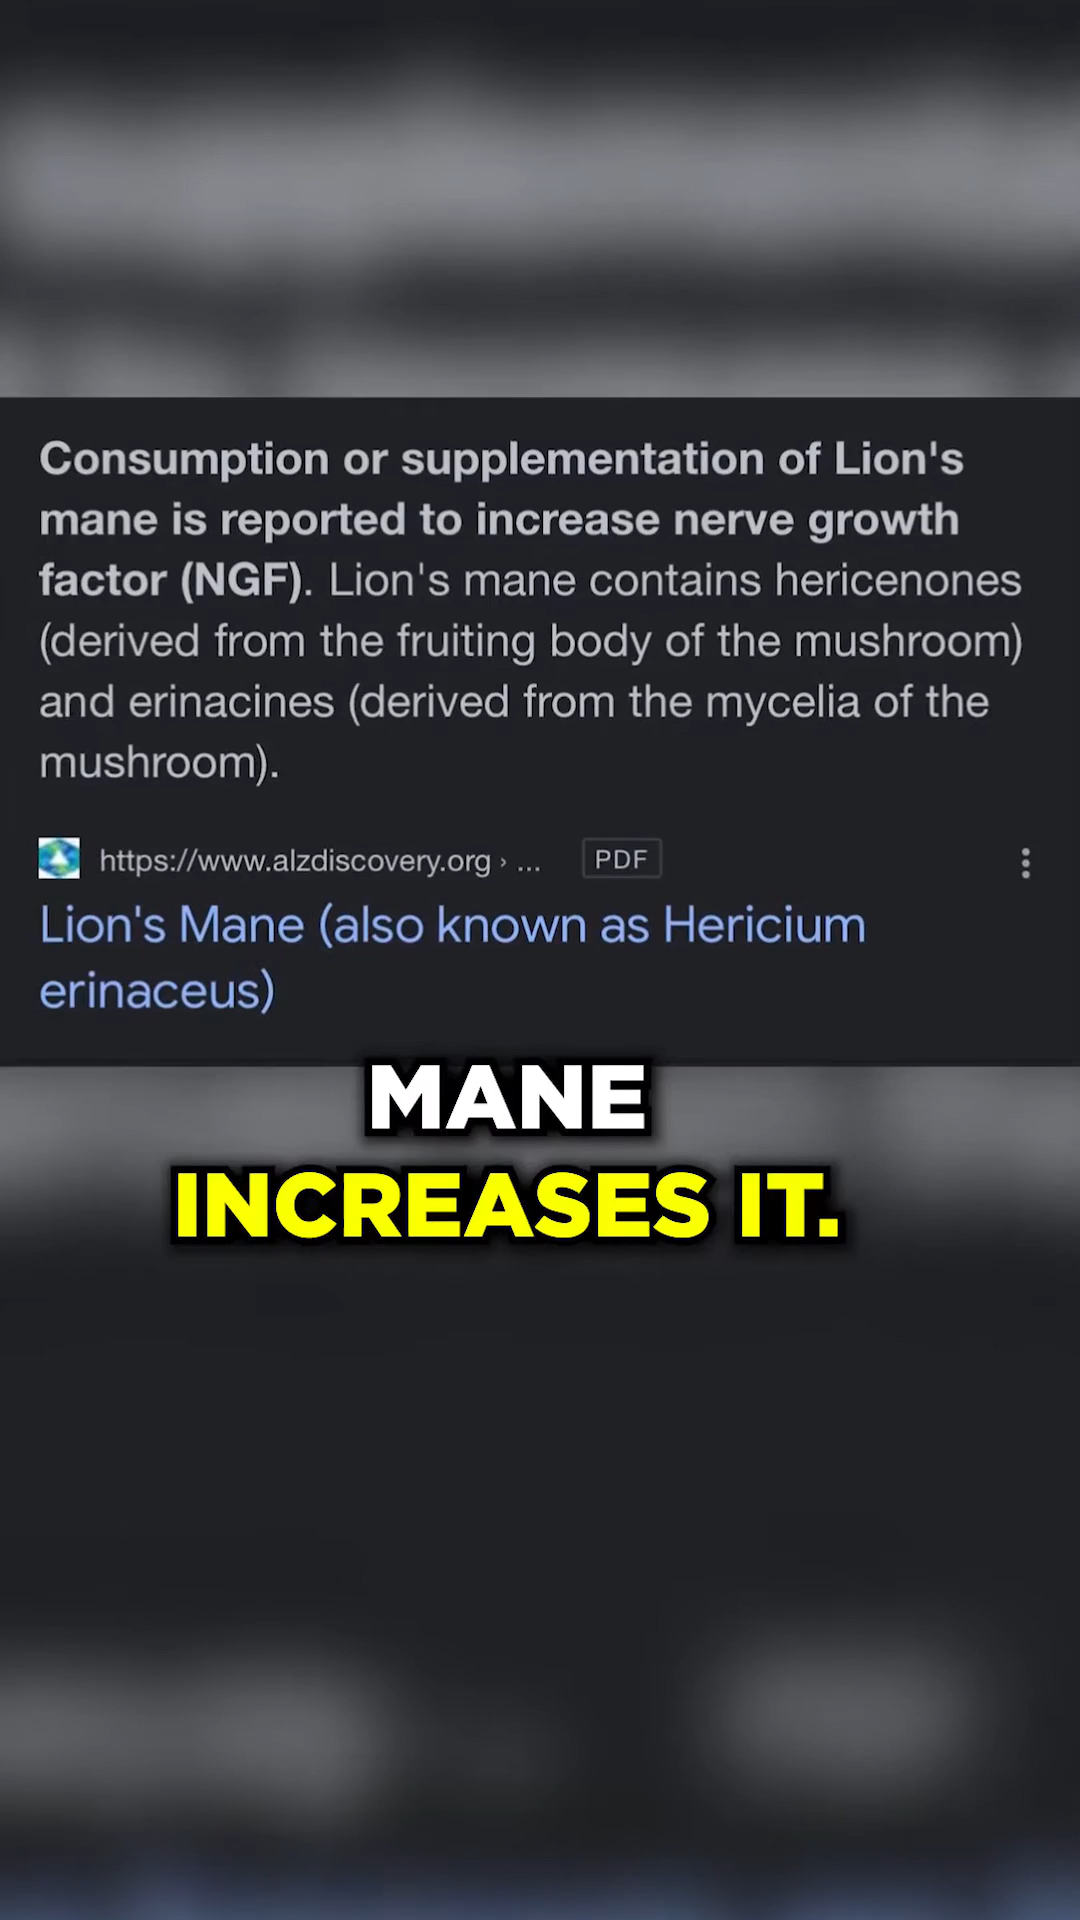 Consumption or supplementation of Lion's
mane is reported to increase nerve growth
factor (NGF). Lion's mane contains hericenones
(derived from the fruiting body of the mushroom)
and erinacines (derived from the mycelia of the
mushroom).
https://www.alzdiscovery.org › ... PDF
Lion's Mane (also known as Hericium
erinaceus)
MANE
INCREASES IT.